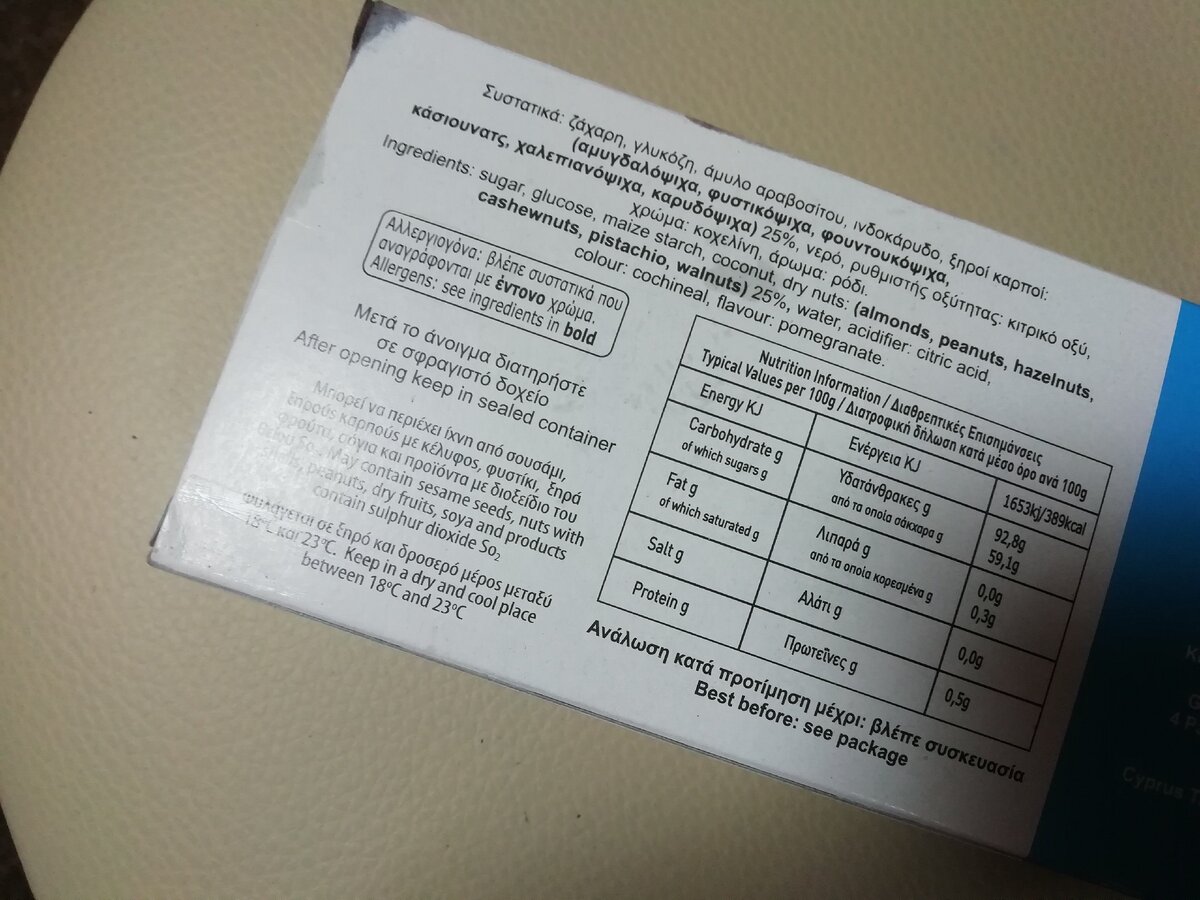 Συστατικά: ζάχαρη, γλυκόζη, άμυλο αραβοσίτου, ινδοκάρυδο, ξηροί καρποί:
(αμυγδαλόψιχα, φυστικόψιχα, φουντουκόψιχα,
κάσιουνατς, χαλεπιανόψιχα, καρυδόψιχα) 25%, νερό, ρυθμιστής οξύτητας: κιτρικό οξύ,
χρώμα: κοχελίνη, άρωμα: ρόδι.
Ingredients: sugar, glucose, maize starch, coconut, dry nuts: (almonds, peanuts, hazelnuts,
cashewnuts, pistachio, walnuts) 25%, water, acidifier: citric acid,
colour: cochineal, flavour: pomegranate.
Αλλεργιογόνα: βλέπε συστατικά που
αναγράφονται με έντονο χρώμα.
Allergens: see ingredients in bold
Μετά το άνοιγμα διατηρήστε
σε σφραγιστό δοχείο
After opening keep in sealed container
Μπορεί να περιέχει ίχνη από σουσάμι,
ξηρούς καρπούς με κέλυφος, φυστίκι, ξηρά
φρούτα, σόγια και προϊόντα με διοξείδιο του
θείου So₂. May contain sesame seeds, nuts with
peanuts, dry fruits, soya and products
contain sulphur dioxide So₂
Φυλάγεται σε ξηρό και δροσερό μέρος μεταξύ
18°C και 23°C. Keep in a dry and cool place
between 18°C and 23°C
Nutrition Information / Διαθρεπτικές Επισημάνσεις
Typical Values per 100g / Διατροφική δήλωση κατά μέσο όρο ανά 100g
Energy KJ Ενέργεια KJ 1653kj/389kcal
Carbohydrate g Υδατάνθρακες g 92,8g
of which sugars g από τα οποία σάκχαρα g 59,1g
Fat g Λιπαρά g 0,0g
of which saturated g από τα οποία κορεσμένα g 0,3g
Salt g Αλάτι g 0,0g
Protein g Πρωτεΐνες g 0,5g
Ανάλωση κατά προτίμηση μέχρι: βλέπε συσκευασία
Best before: see package
Cyprus